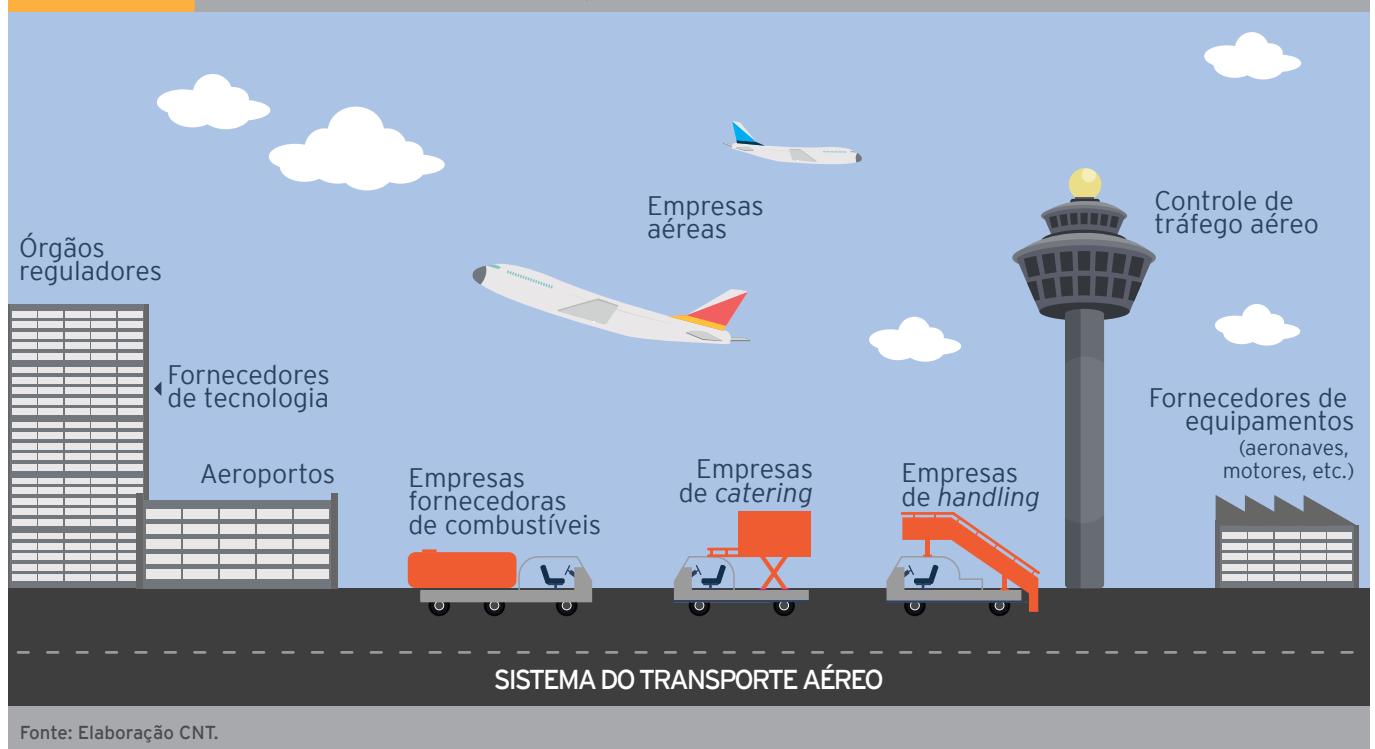 Controle de
tráfego aéreo
Empresas
aéreas
Órgãos
reguladores
Fornecedores
de tecnologia
Fornecedores de
equipamentos
(aeronaves,
motores, etc.)
Aeroportos
Empresas
fornecedoras
de combustíveis
Empresas
de catering
Empresas
de handling
SISTEMA DO TRANSPORTE AÉREO
Fonte: Elaboração CNT.